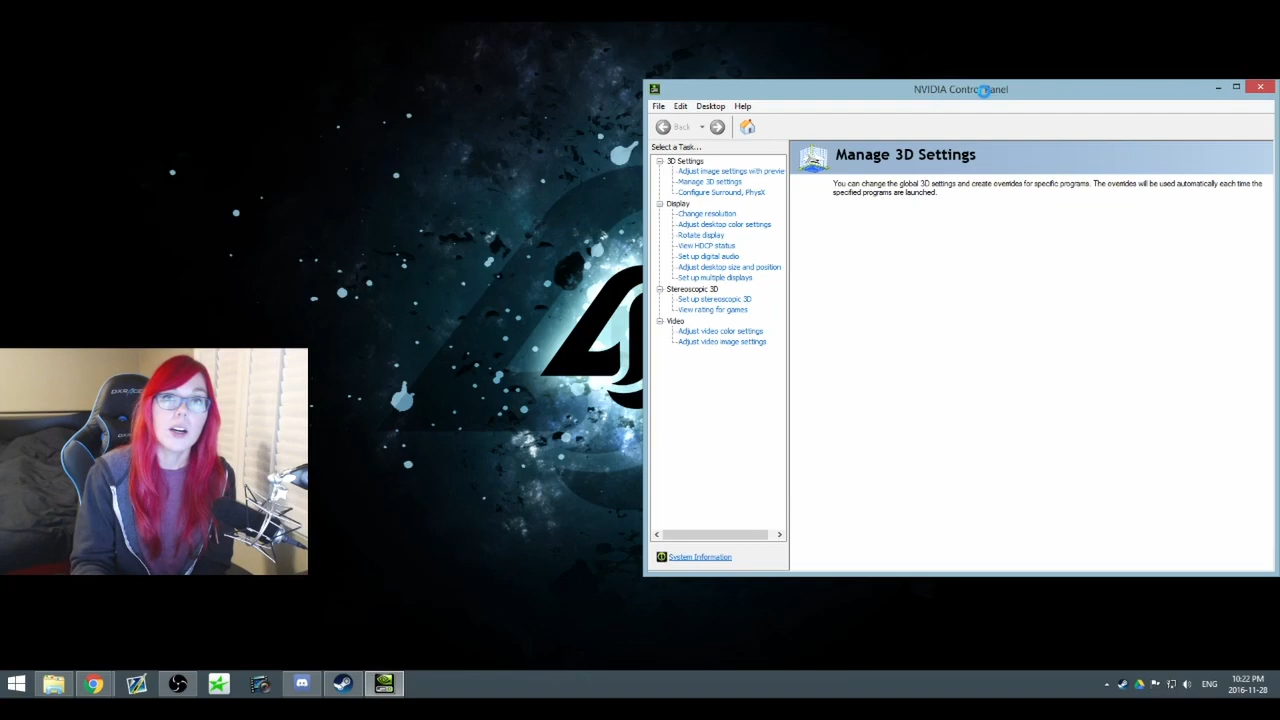 NVIDIA Control Panel
File Edit Desktop Help
Back
Select a Task...
3D Settings
Adjust image settings with previe
Manage 3D settings
Configure Surround, PhysX
Display
Change resolution
Adjust desktop color settings
Rotate display
View HDCP status
Set up digital audio
Adjust desktop size and position
Set up multiple displays
Stereoscopic 3D
Set up stereoscopic 3D
View rating for games
Video
Adjust video color settings
Adjust video image settings
System Information
Manage 3D Settings
You can change the global 3D settings and create overrides for specific programs. The overrides will be used automatically each time the
specified programs are launched.
ENG
10:22 PM
2016-11-28